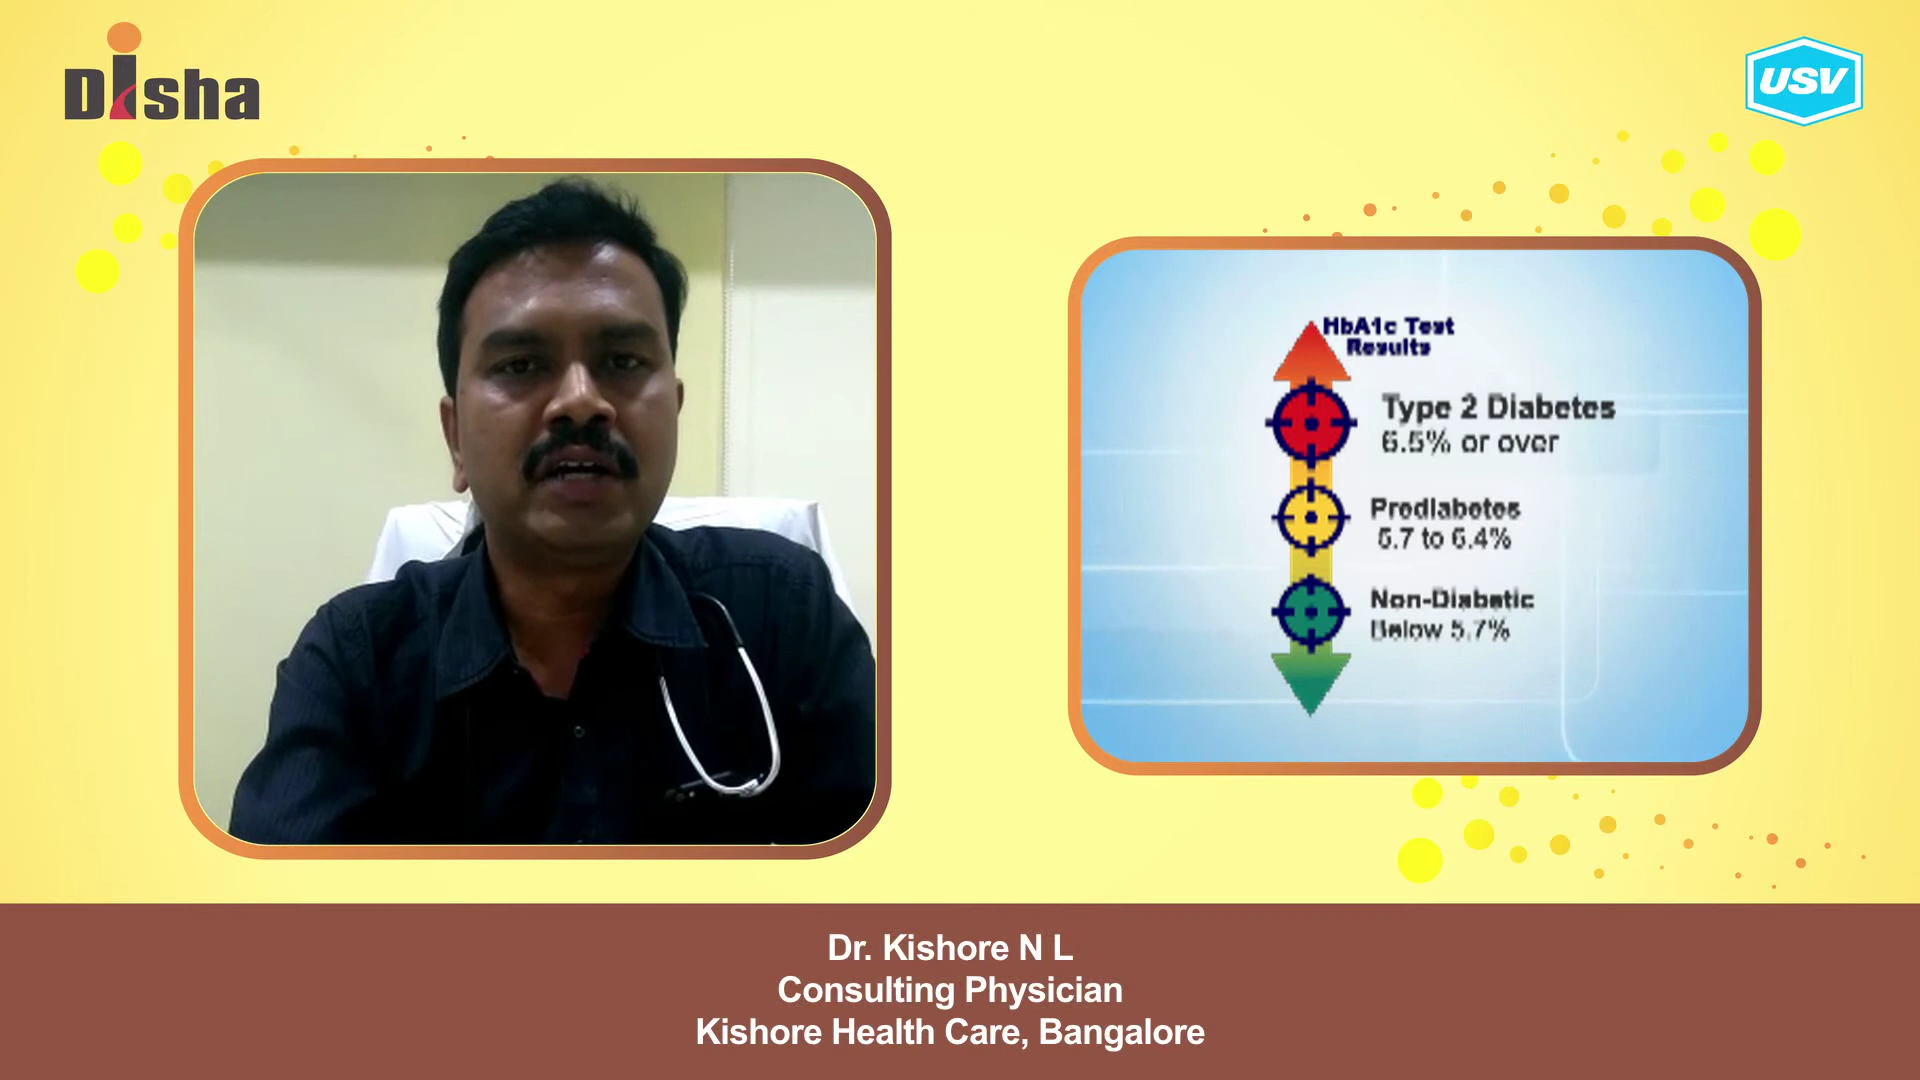 Disha
USV
HbA1c Test
Results
Type 2 Diabetes
6.5% or over
Prediabetes
5.7 to 6.4%
Non-Diabetic
Below 5.7%
Dr. Kishore N L
Consulting Physician
Kishore Health Care, Bangalore